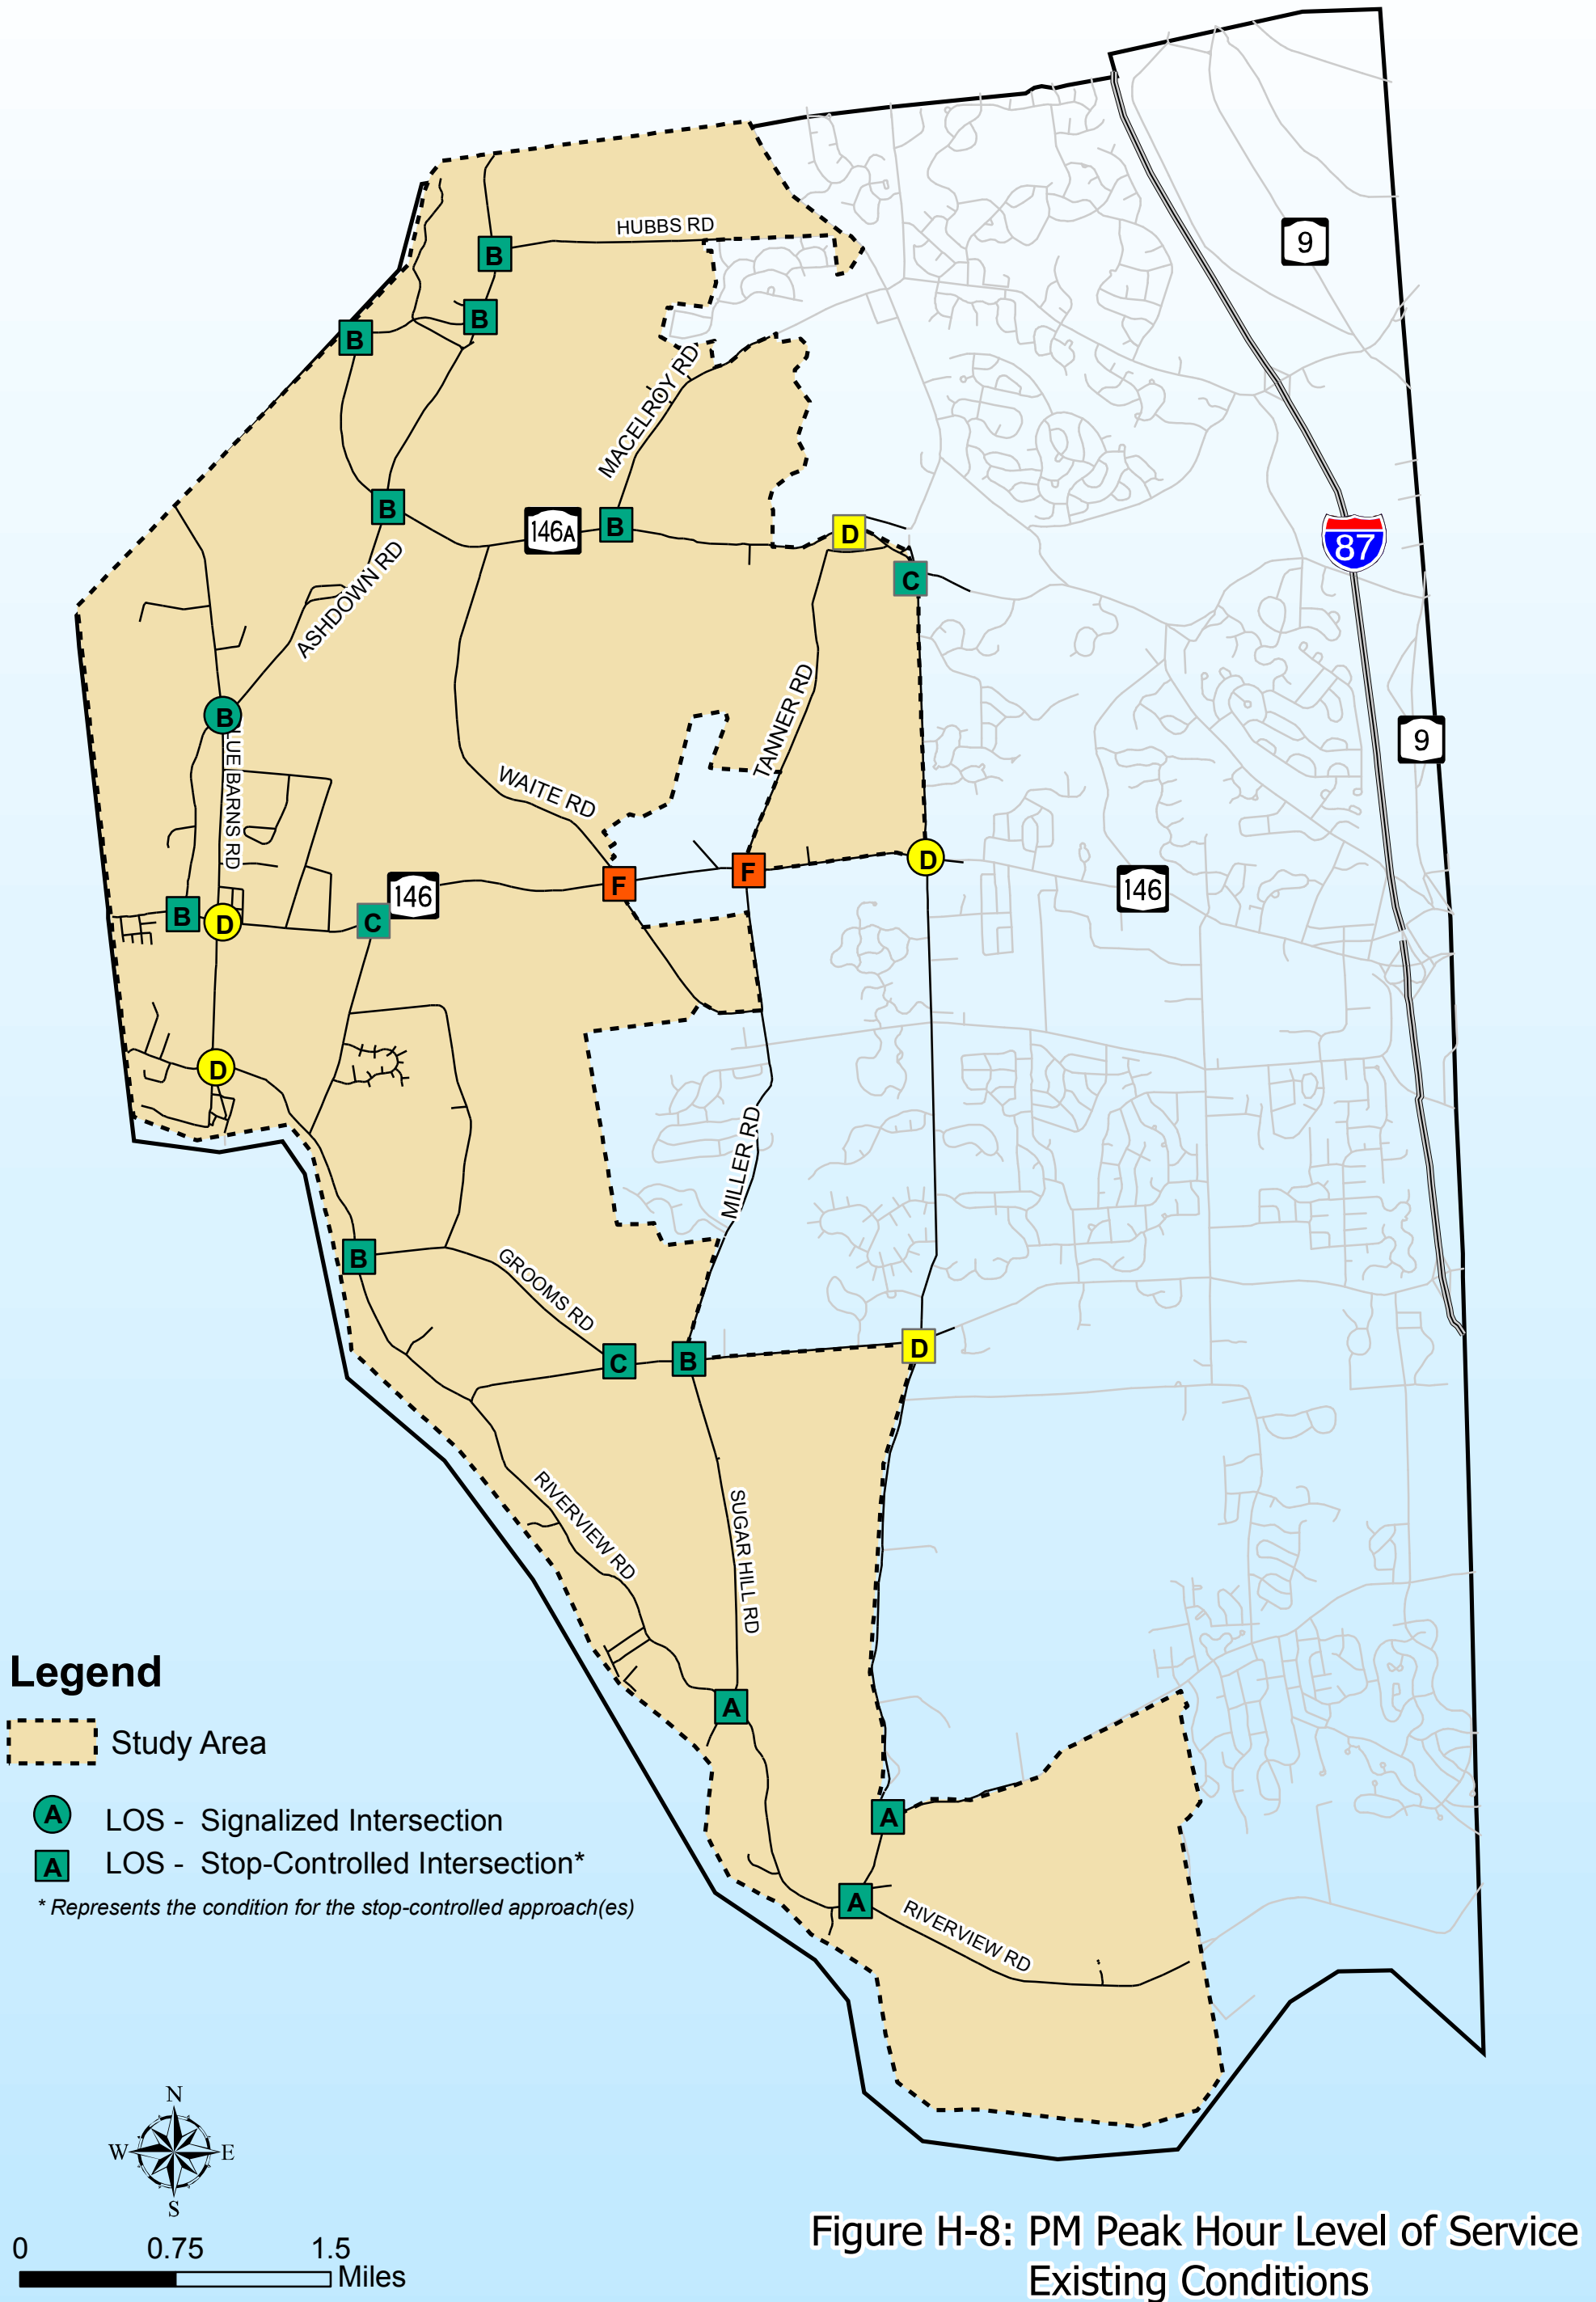 9
HUBBS RD
B
B
B
MACELROY RD
B
146A
B
D
C
87
ASHDOWN RD
TANNER RD
B
9
LUE BARNS RD
WAITE RD
D
F
F
146
146
B
D
C
D
MILLER RD
B
GROOMS RD
C
B
D
RIVERVIEW RD
SUGAR HILL RD
A
A
A
RIVERVIEW RD
Legend
Study Area
A LOS - Signalized Intersection
A LOS - Stop-Controlled Intersection*
* Represents the condition for the stop-controlled approach(es)
N
W E
S
0 0.75 1.5
Miles
Figure H-8: PM Peak Hour Level of Service
Existing Conditions